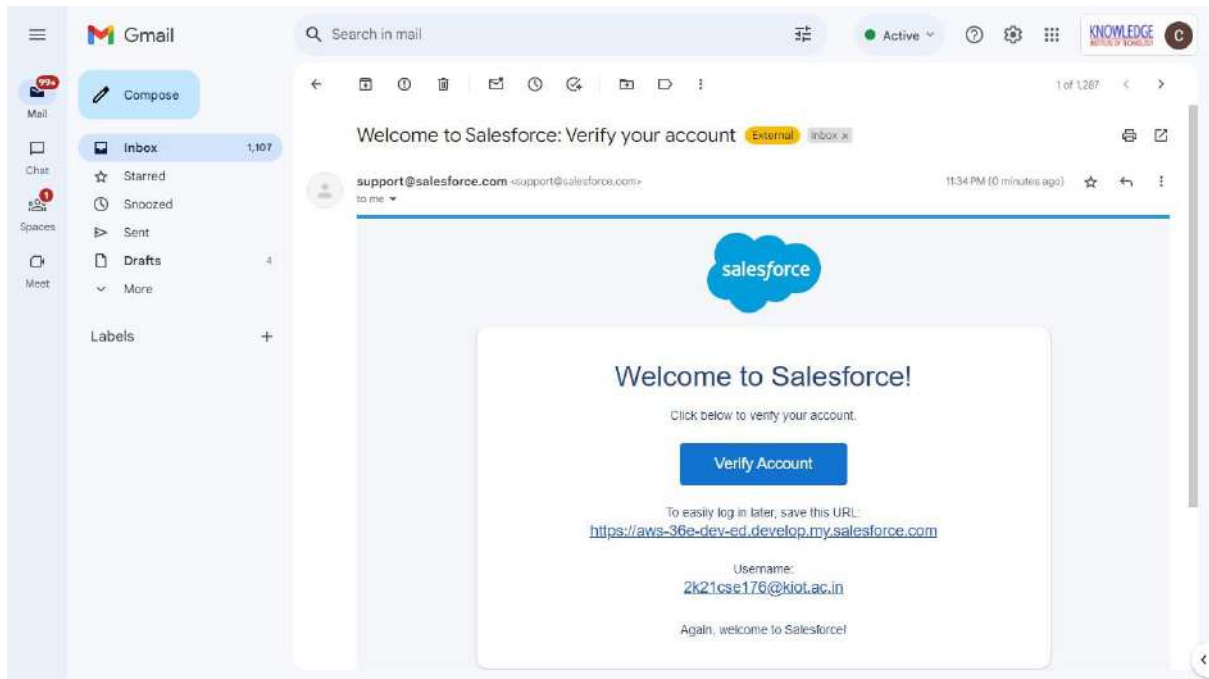 Gmail
Search in mail
Active
KNOWLEDGE
INSTITUTE OF TECHNOLOGY
C
99+
Mail
Compose
1 of 1,287
Welcome to Salesforce: Verify your account External Inbox x
Inbox 1,107
Chat
Starred
support@salesforce.com <support@salesforce.com> 11:34 PM (0 minutes ago)
to me
1
Snoozed
Spaces
Sent
Drafts 4
Meet
More
Labels
salesforce
Welcome to Salesforce!
Click below to verify your account.
Verify Account
To easily log in later, save this URL:
https://aws-36e-dev-ed.develop.my.salesforce.com
Username:
2k21cse176@kiot.ac.in
Again, welcome to Salesforce!